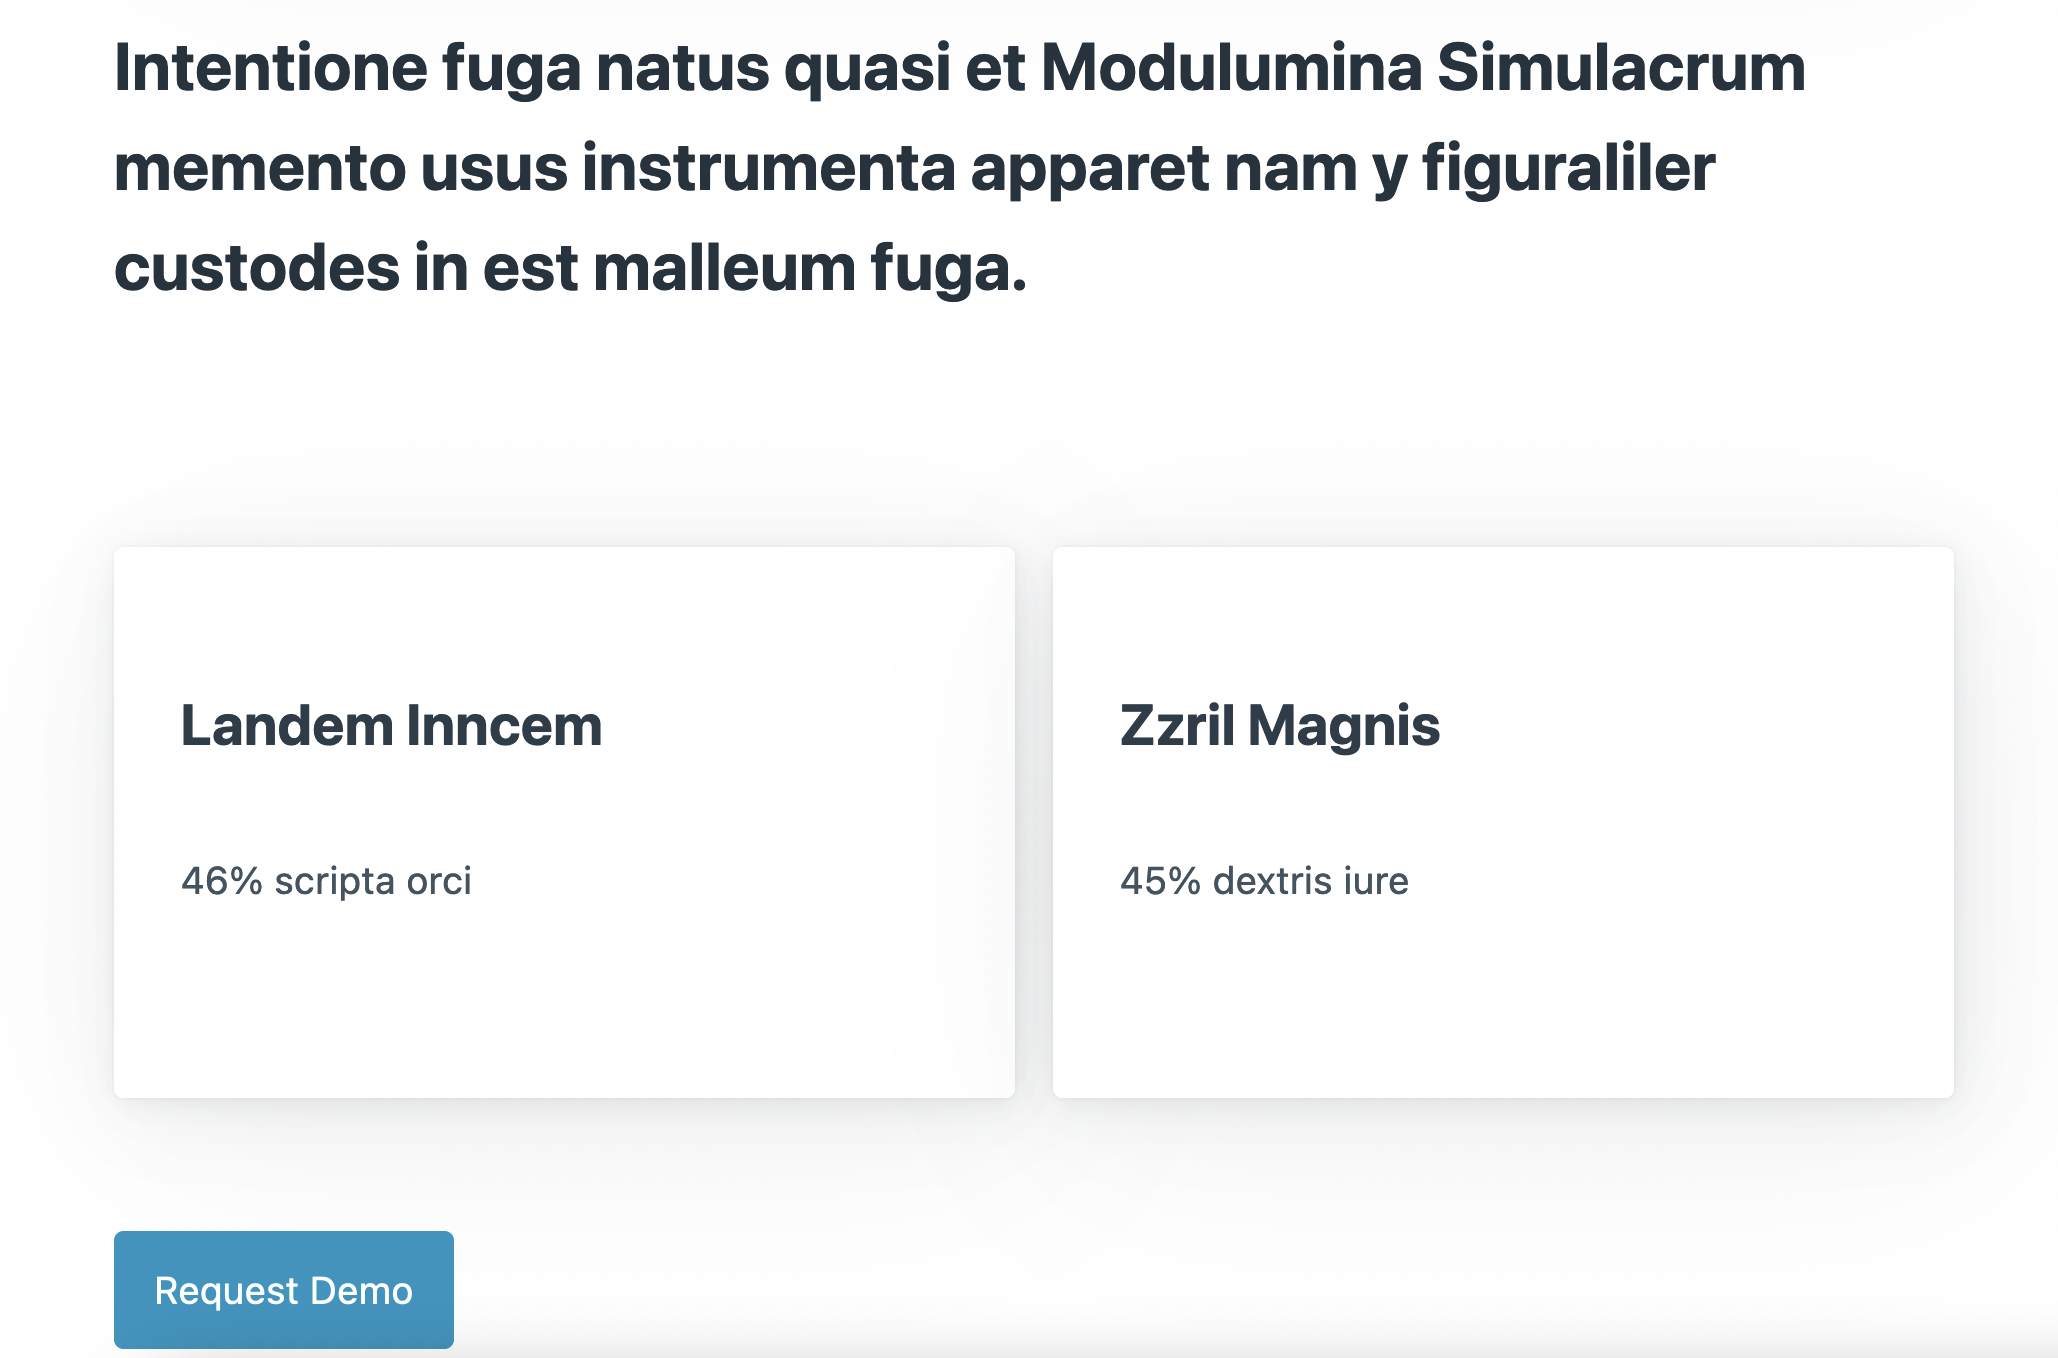 Intentione fuga natus quasi et Modulumina Simulacrum
memento usus instrumenta apparet nam y figuraliler
custodes in est malleum fuga.
Landem Inncem
46% scripta orci
Zzril Magnis
45% dextris iure
Request Demo